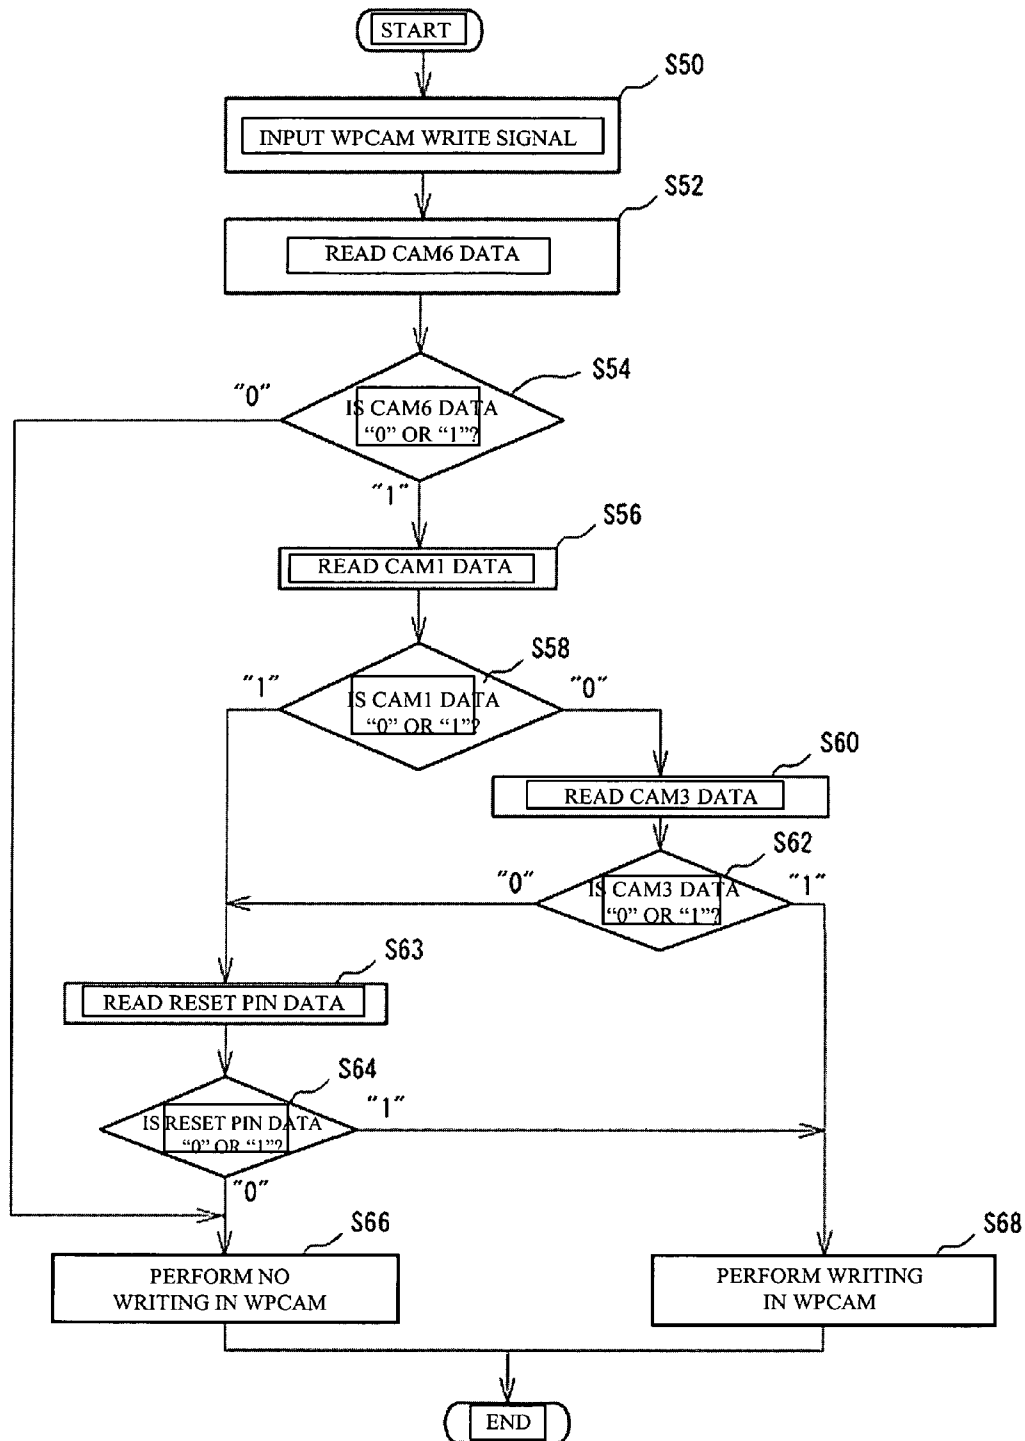 START
S50
INPUT WPCAM WRITE SIGNAL
S52
READ CAM6 DATA
S54
"0"
IS CAM6 DATA
“0” OR “1”?
"1"
S56
READ CAM1 DATA
S58
"1"
"0"
IS CAM1 DATA
“0” OR “1”?
S60
READ CAM3 DATA
S62
"0"
"1"
IS CAM3 DATA
“0” OR “1”?
S63
READ RESET PIN DATA
S64
"1"
IS RESET PIN DATA
“0” OR “1”?
"0"
S66
S68
PERFORM NO
WRITING IN WPCAM
PERFORM WRITING
IN WPCAM
END